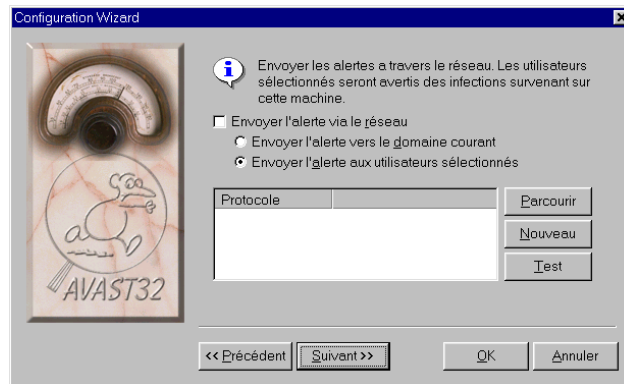 Configuration Wizard
Envoyer les alertes a travers le réseau. Les utilisateurs
sélectionnés seront avertis des infections survenant sur
cette machine.
Envoyer l'alerte via le réseau
Envoyer l'alerte vers le domaine courant
Envoyer l'alerte aux utilisateurs sélectionnés
Protocole
Parcourir
Nouveau
Test
AVAST32
<< Précédent
Suivant >>
OK
Annuler